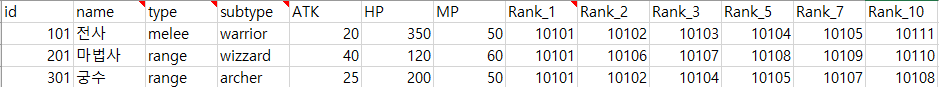 id name type subtype ATK HP MP Rank_1 Rank_2 Rank_3 Rank_5 Rank_7 Rank_10
101 전사 melee warrior 20 350 50 10101 10102 10103 10104 10105 10111
201 마법사 range wizzard 40 120 60 10101 10106 10107 10108 10109 10110
301 궁수 range archer 25 200 50 10101 10102 10104 10105 10107 10108